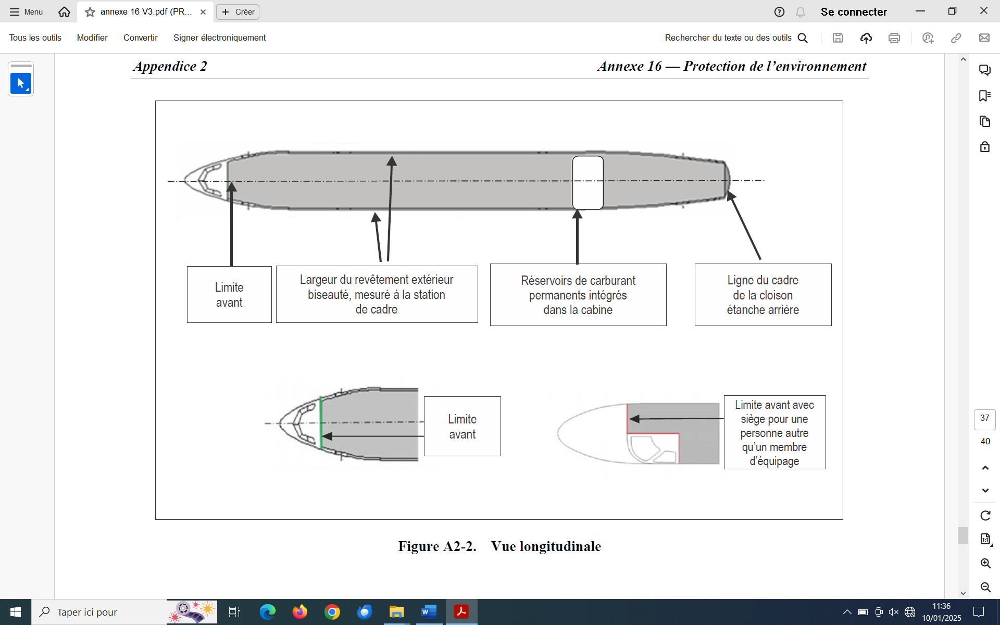 Menu
annexe 16 V3.pdf (PR...
Créer
Se connecter
Tous les outils
Modifier
Convertir
Signer électroniquement
Rechercher du texte ou des outils
Appendice 2
Annexe 16 — Protection de l’environnement
Limite
avant
Largeur du revêtement extérieur
biseauté, mesuré à la station
de cadre
Réservoirs de carburant
permanents intégrés
dans la cabine
Ligne du cadre
de la cloison
étanche arrière
Limite
avant
Limite avant avec
siège pour une
personne autre
qu’un membre
d’équipage
Figure A2-2. Vue longitudinale
37
40
1:1
Taper ici pour
11:36
10/01/2025